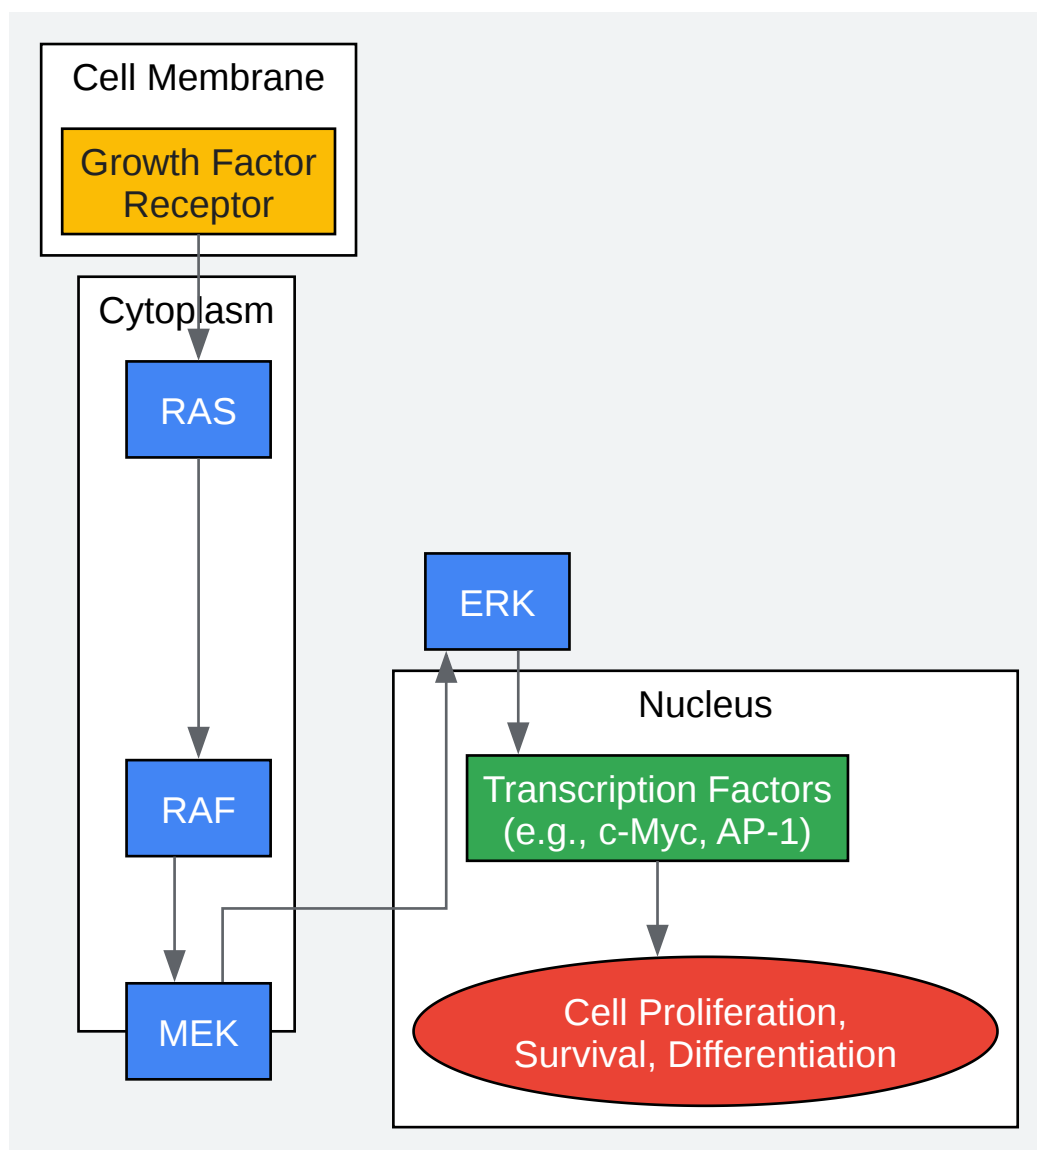 Cell Membrane
Growth Factor
Receptor
Cytoplasm
RAS
ERK
Nucleus
Transcription Factors
(e.g., c-Myc, AP-1)
RAF
MEK
Cell Proliferation,
Survival, Differentiation